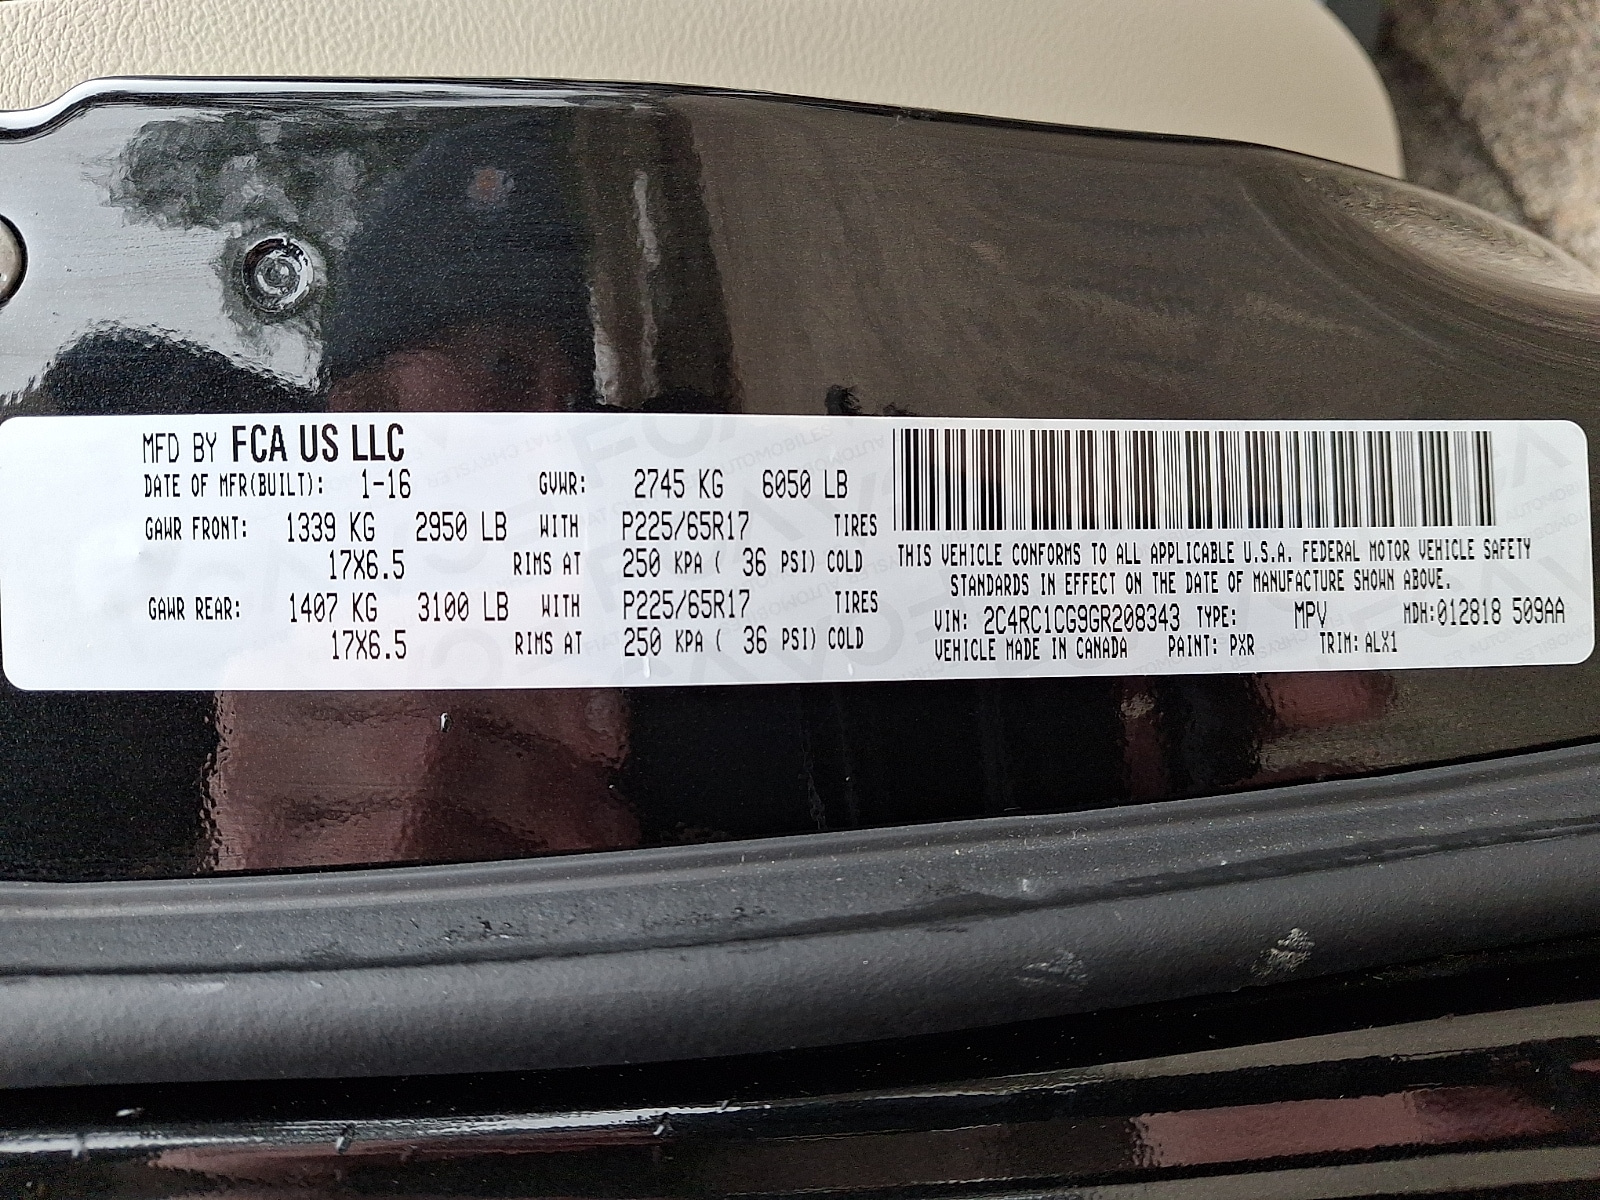 MFD BY FCA US LLC
DATE OF MFR(BUILT): 1-16 GVWR: 2745 KG 6050 LB
GAWR FRONT: 1339 KG 2950 LB WITH P225/65R17 TIRES
17X6.5 RIMS AT 250 KPA ( 36 PSI) COLD
GAWR REAR: 1407 KG 3100 LB WITH P225/65R17 TIRES
17X6.5 RIMS AT 250 KPA ( 36 PSI) COLD
THIS VEHICLE CONFORMS TO ALL APPLICABLE U.S.A. FEDERAL MOTOR VEHICLE SAFETY
STANDARDS IN EFFECT ON THE DATE OF MANUFACTURE SHOWN ABOVE.
VIN: 2C4RC1CG9GR208343 TYPE: MPV MDH:012818 509AA
VEHICLE MADE IN CANADA PAINT: PXR TRIM: ALX1